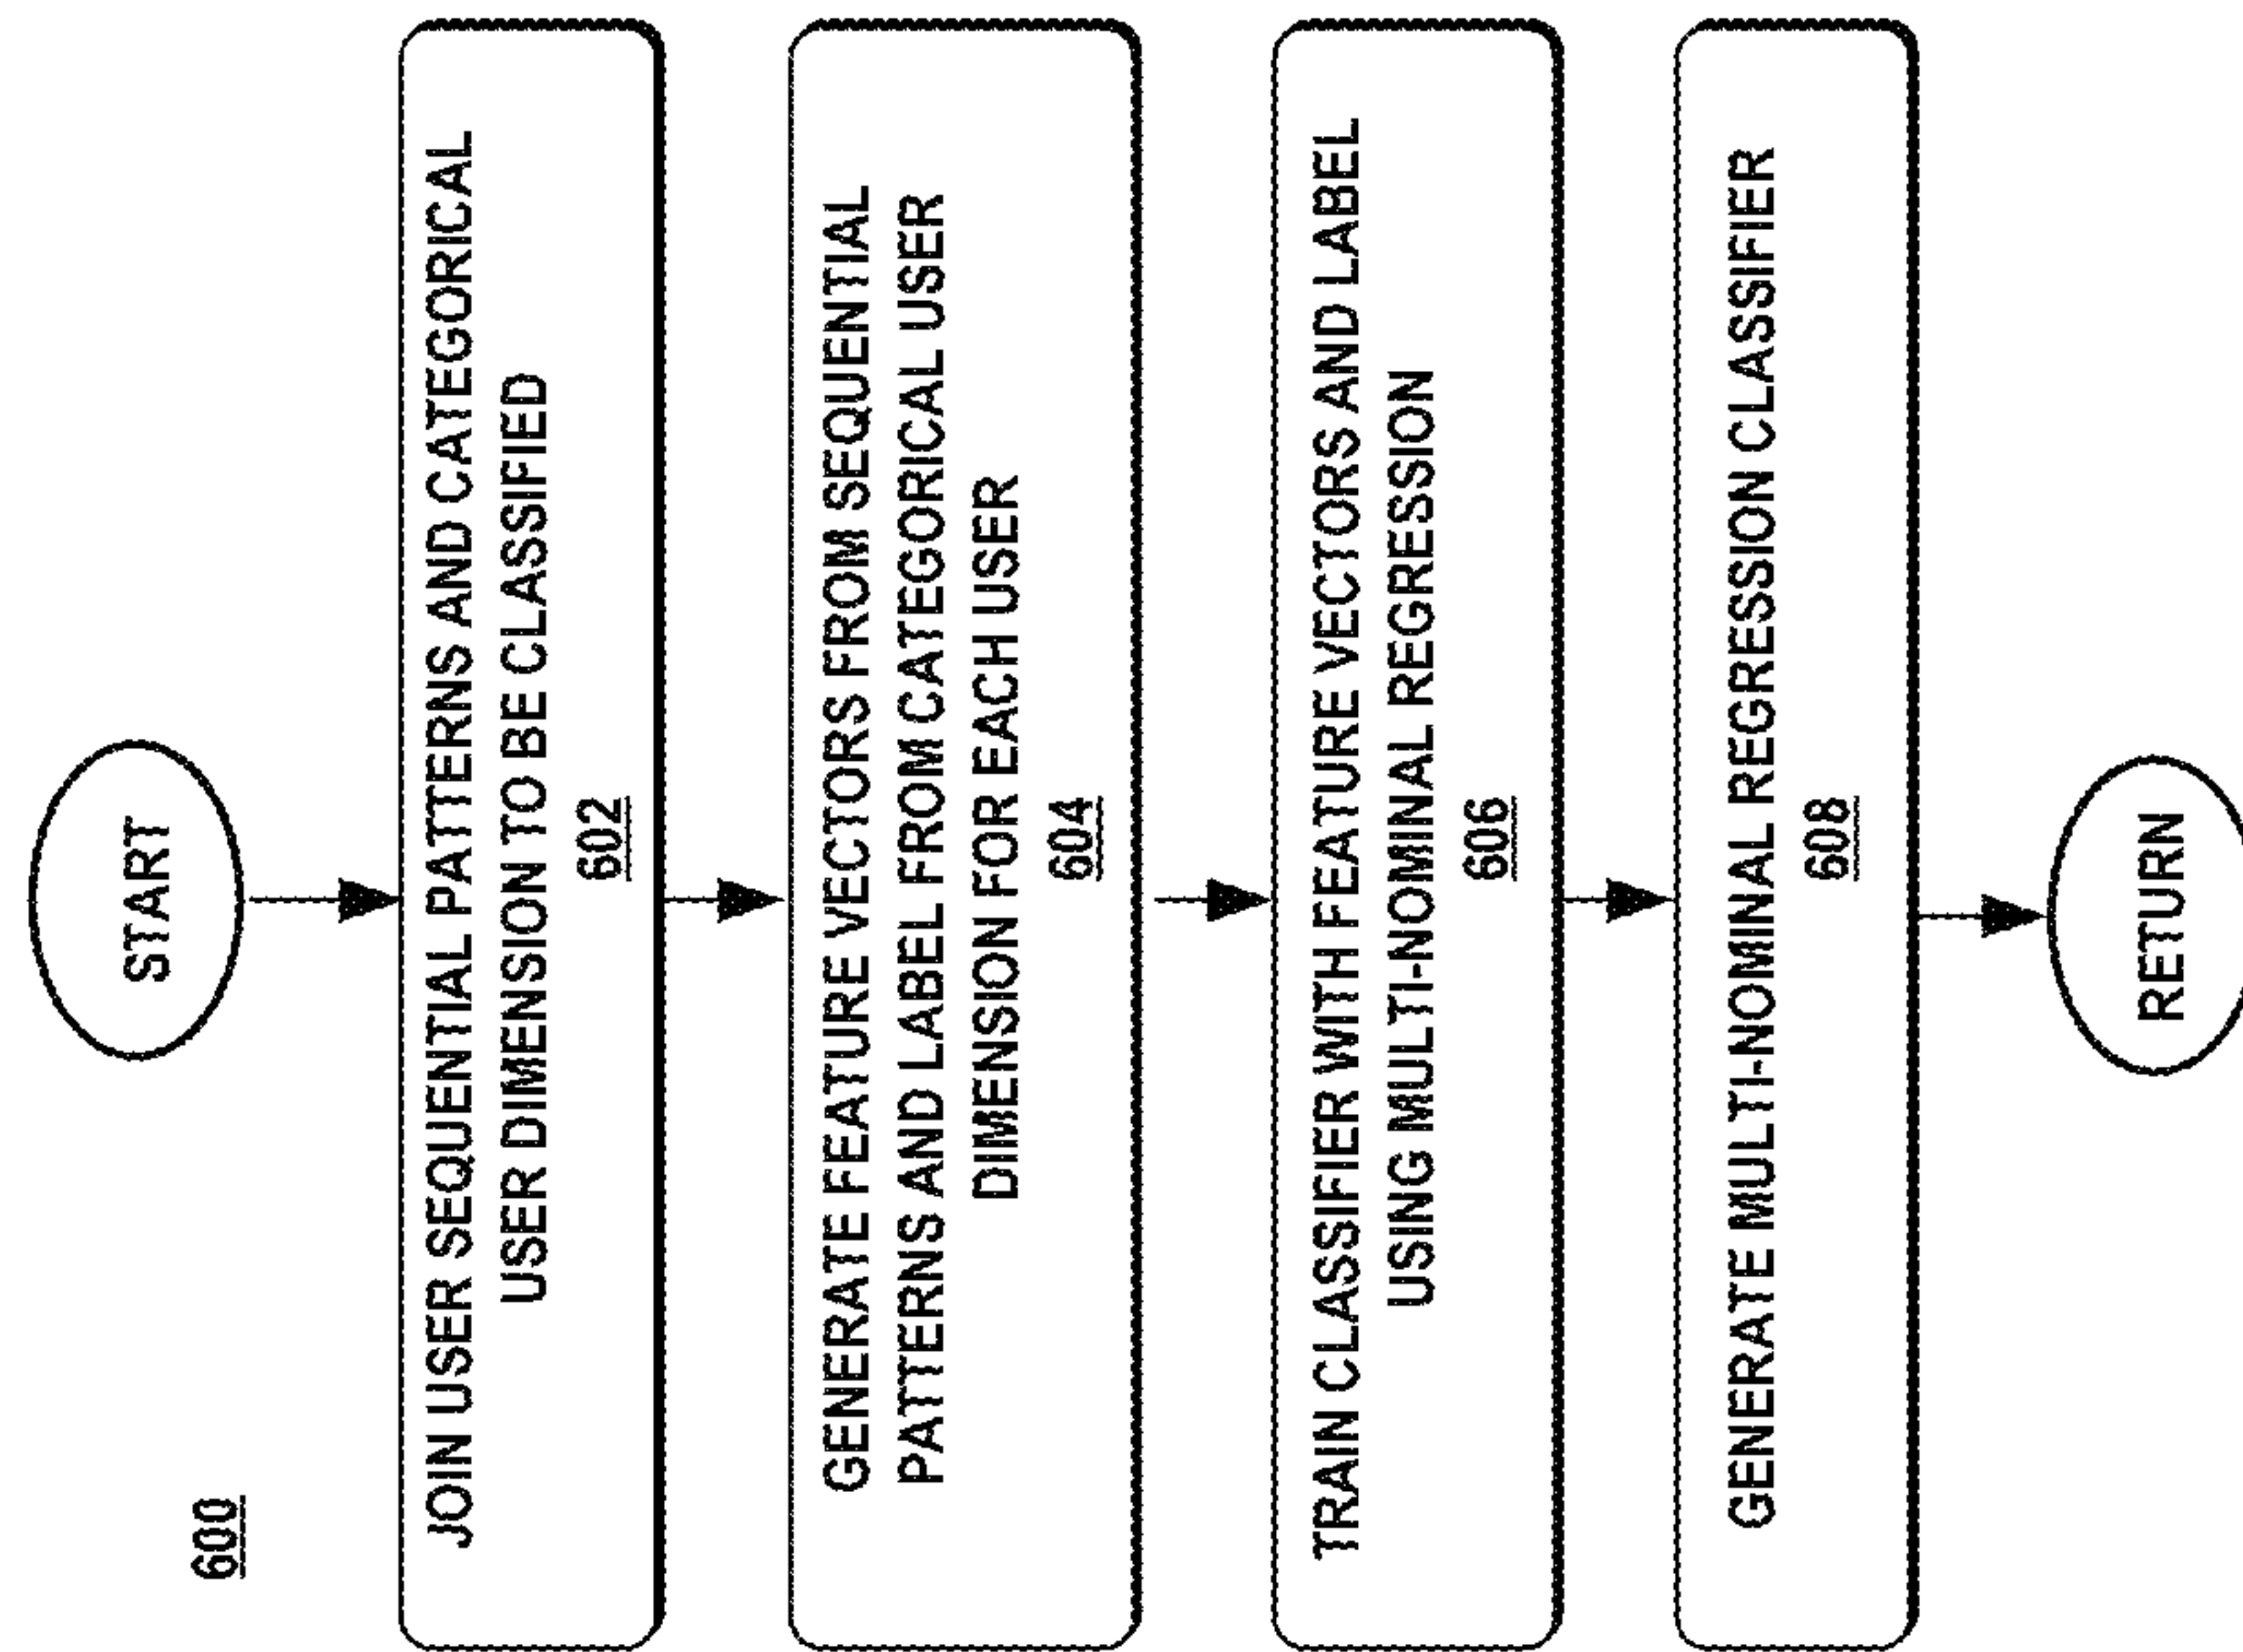 600
START
JOIN USER SEQUENTIAL PATTERNS AND CATEGORICAL
USER DIMENSION TO BE CLASSIFIED
602
GENERATE FEATURE VECTORS FROM SEQUENTIAL
PATTERNS AND LABEL FROM CATEGORICAL USER
DIMENSION FOR EACH USER
604
TRAIN CLASSIFIER WITH FEATURE VECTORS AND LABEL
USING MULTI-NOMINAL REGRESSION
606
GENERATE MULTI-NOMINAL REGRESSION CLASSIFIER
608
RETURN